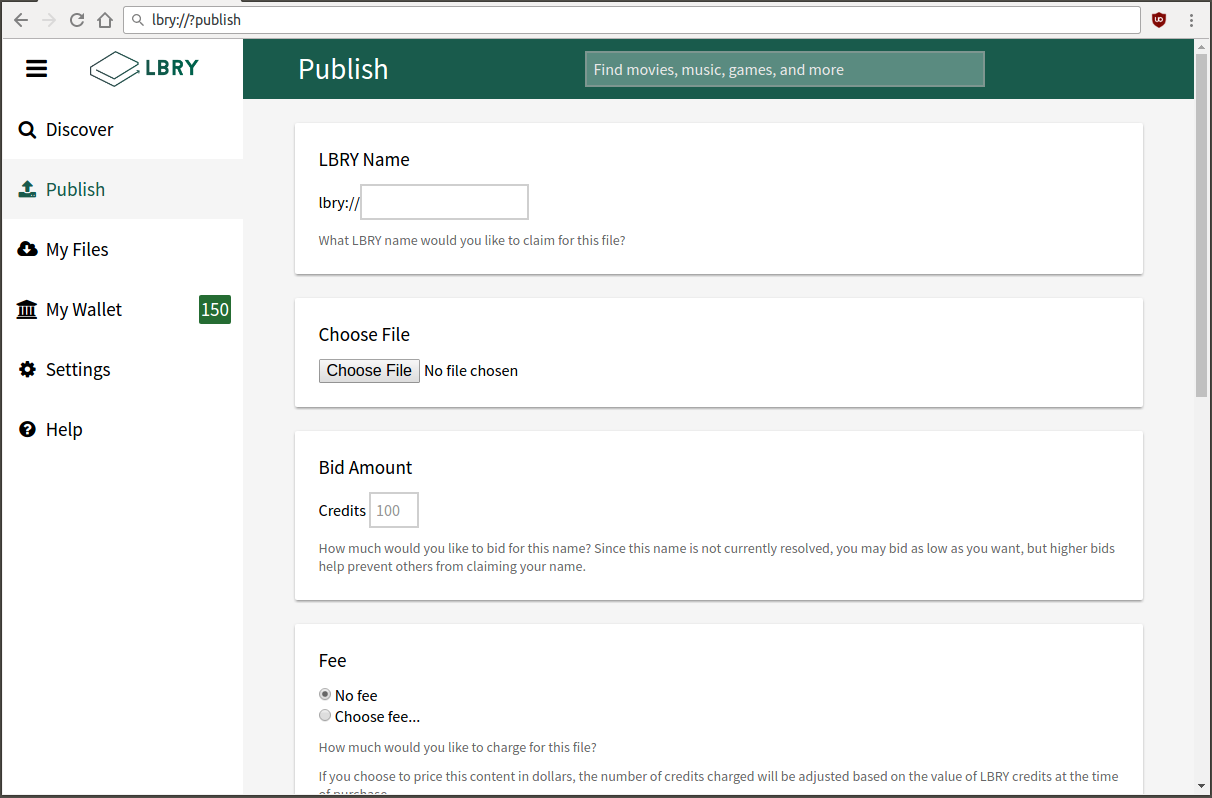 lbry://?publish
LBRY
Publish
Find movies, music, games, and more
Discover
Publish
My Files
My Wallet 150
Settings
Help
LBRY Name
lbry://
What LBRY name would you like to claim for this file?
Choose File
Choose File No file chosen
Bid Amount
Credits 100
How much would you like to bid for this name? Since this name is not currently resolved, you may bid as low as you want, but higher bids
help prevent others from claiming your name.
Fee
No fee
Choose fee...
How much would you like to charge for this file?
If you choose to price this content in dollars, the number of credits charged will be adjusted based on the value of LBRY credits at the time
of purchase.